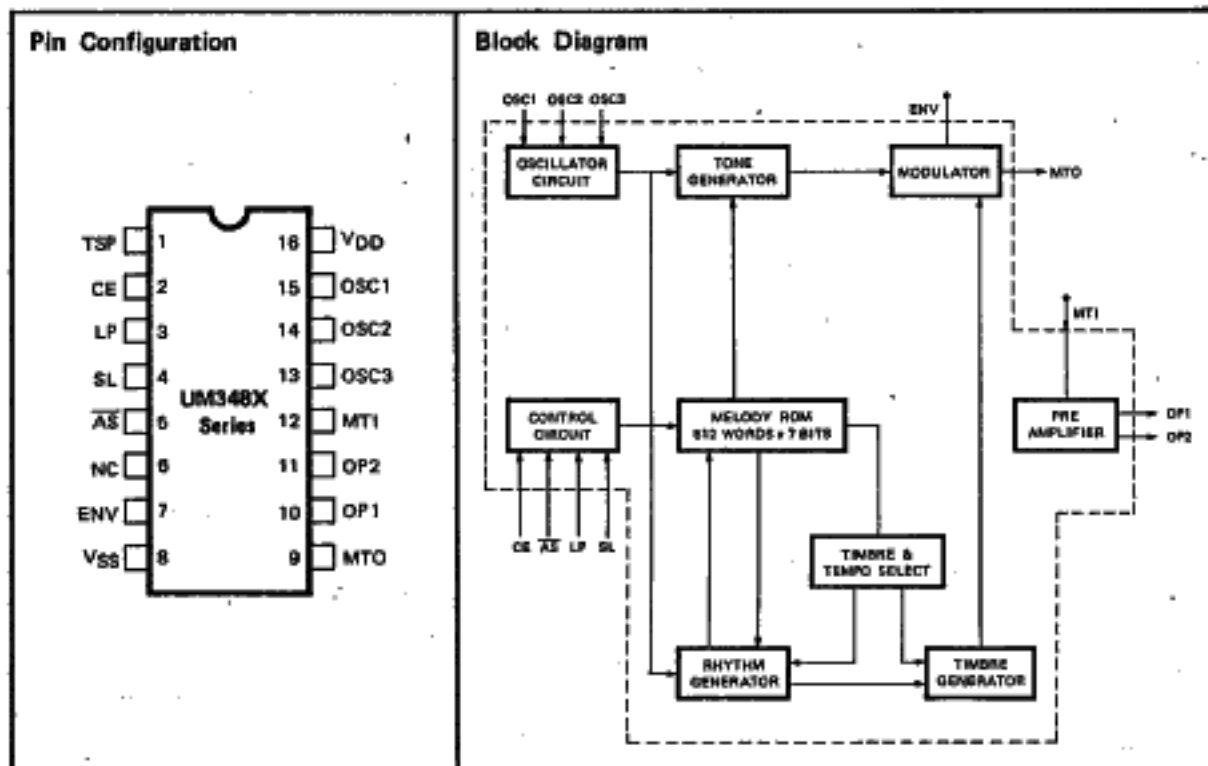 Pin Configuration
TSP 1
CE 2
LP 3
SL 4
AS 5
NC 6
ENV 7
VSS 8
16 VDD
15 OSC1
14 OSC2
13 OSC3
12 MT1
11 OP2
10 OP1
9 MTO
UM348X
Series
Block Diagram
OSC1 OSC2 OSC3
ENV
OSCILLATOR
CIRCUIT
TONE
GENERATOR
MODULATOR
MTO
MT1
CONTROL
CIRCUIT
MELODY ROM
512 WORDS × 7 BITS
PRE
AMPLIFIER
OP1
OP2
CE AS LP SL
TIMBRE &
TEMPO SELECT
RHYTHM
GENERATOR
TIMBRE
GENERATOR